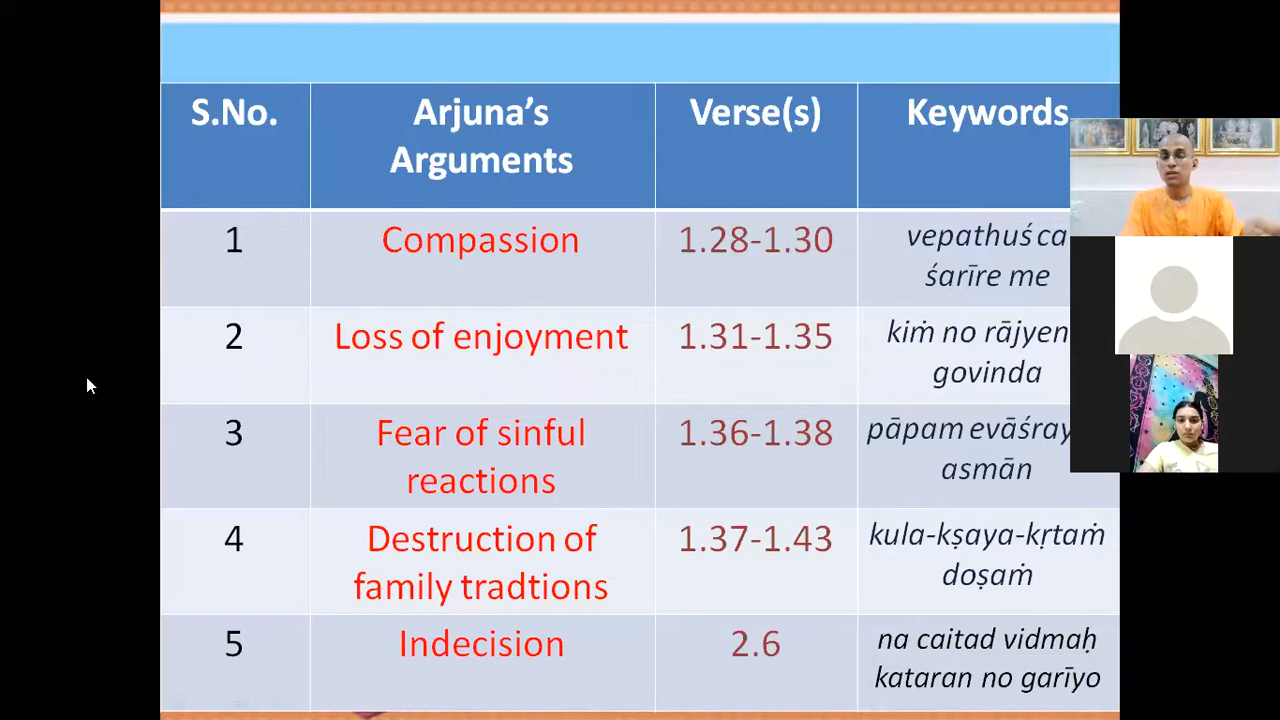 S.No. Arjuna's Arguments Verse(s) Keywords
1 Compassion 1.28-1.30 vepathuś ca śarīre me
2 Loss of enjoyment 1.31-1.35 kiṁ no govinda
3 Fear of sinful reactions 1.36-1.38 pāpam asmān
4 Destruction of family tradtions 1.37-1.43 kula-kṣaya-kṛtaṁ doṣaṁ
5 Indecision 2.6 na caitad vidmaḥ kataran no garīyo